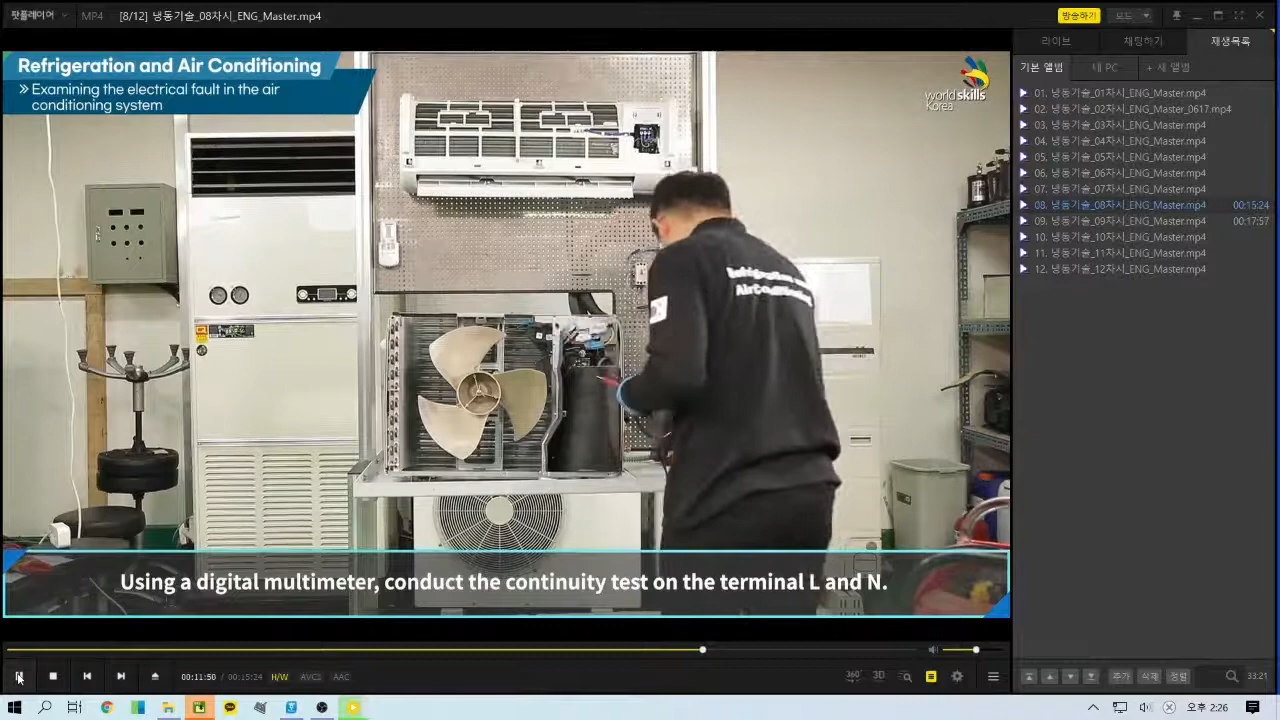 팟플레이어
MP4
[8/12] 냉동기술_08차시_ENG_Master.mp4
방송하기
모드
라이브
채팅하기
재생목록
기본 앨범
내 PC
+ 새 앨범
Refrigeration and Air Conditioning
Examining the electrical fault in the air
conditioning system
worldskills
Korea
Refrigeration
AirConditioning
01. 냉동기술_01차시_ENG_Master.mp4
02. 냉동기술_02차시_ENG_Master_0617.mp4
03. 냉동기술_03차시_ENG_Master.mp4
04. 냉동기술_04차시_ENG_Master.mp4
05. 냉동기술_05차시_ENG_Master.mp4
06. 냉동기술_06차시_ENG_Master.mp4
07. 냉동기술_07차시_ENG_Master.mp4
08. 냉동기술_08차시_ENG_Master.mp4 00:15:24
09. 냉동기술_09차시_ENG_Master.mp4 00:17:57
10. 냉동기술_10차시_ENG_Master.mp4
11. 냉동기술_11차시_ENG_Master.mp4
12. 냉동기술_12차시_ENG_Master.mp4
Using a digital multimeter, conduct the continuity test on the terminal L and N.
00:11:50 / 00:15:24 H/W AVC1 AAC
360° 3D
추가 삭제 정렬
33:21
오후 2:26